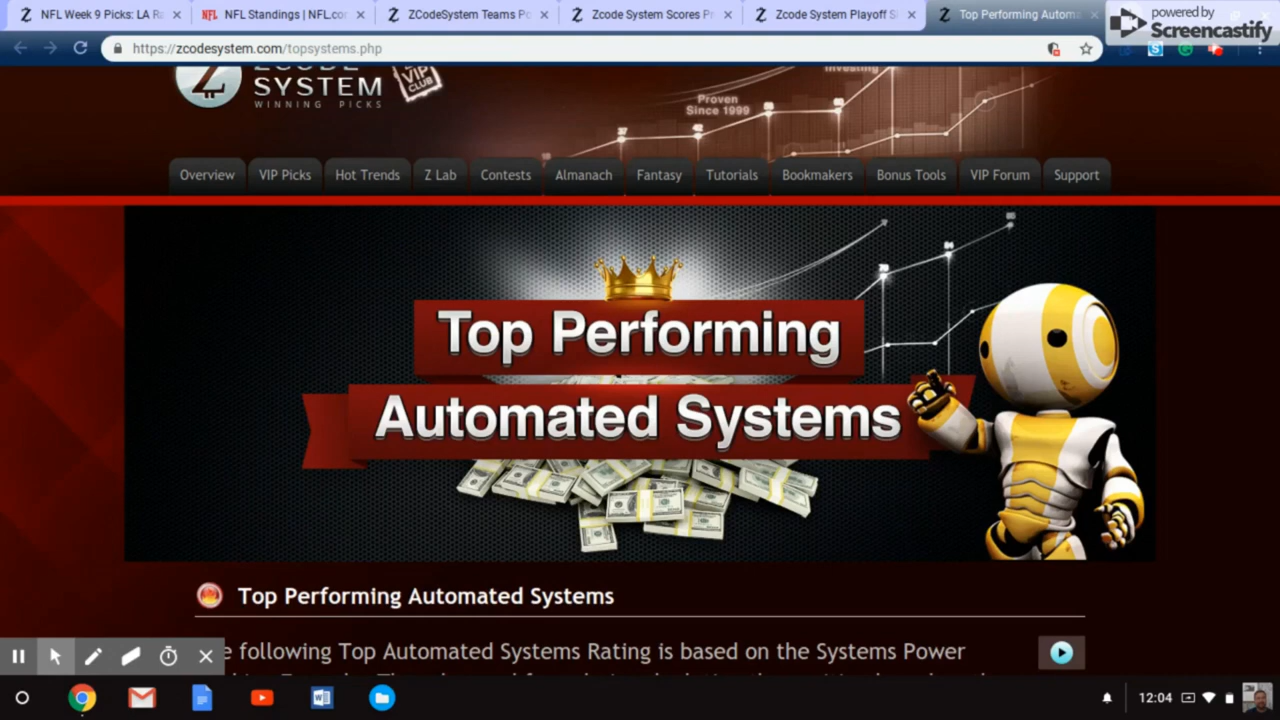 NFL Week 9 Picks: LA Ra
NFL Standings | NFL.co
ZCodeSystem Teams Po
Zcode System Scores Pr
Zcode System Playoff S
Top Performing Autom
powered by
Screencastify
https://zcodesystem.com/topsystems.php
ZCODE
SYSTEM
WINNING PICKS
VIP
CLUB
Investing
Proven
Since 1999
Overview
VIP Picks
Hot Trends
Z Lab
Contests
Almanach
Fantasy
Tutorials
Bookmakers
Bonus Tools
VIP Forum
Support
Top Performing
Automated Systems
Top Performing Automated Systems
e following Top Automated Systems Rating is based on the Systems Power
12:04